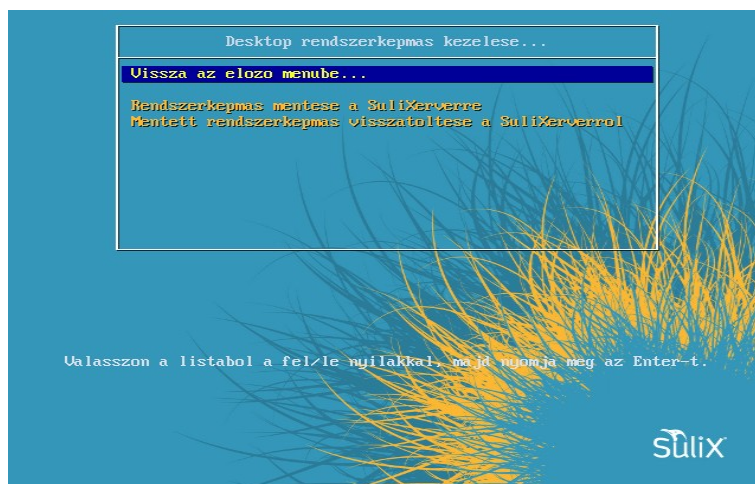 Desktop rendszerkepmas kezelese...
Vissza az elozo menube...
Rendszerkepmas mentese a SuliXerverre
Mentett rendszerkepmas visszatoltese a SuliXerverrol
Valasszon a listabol a fel/le nyilakkal, majd nyomja meg az Enter-t.
SuliX